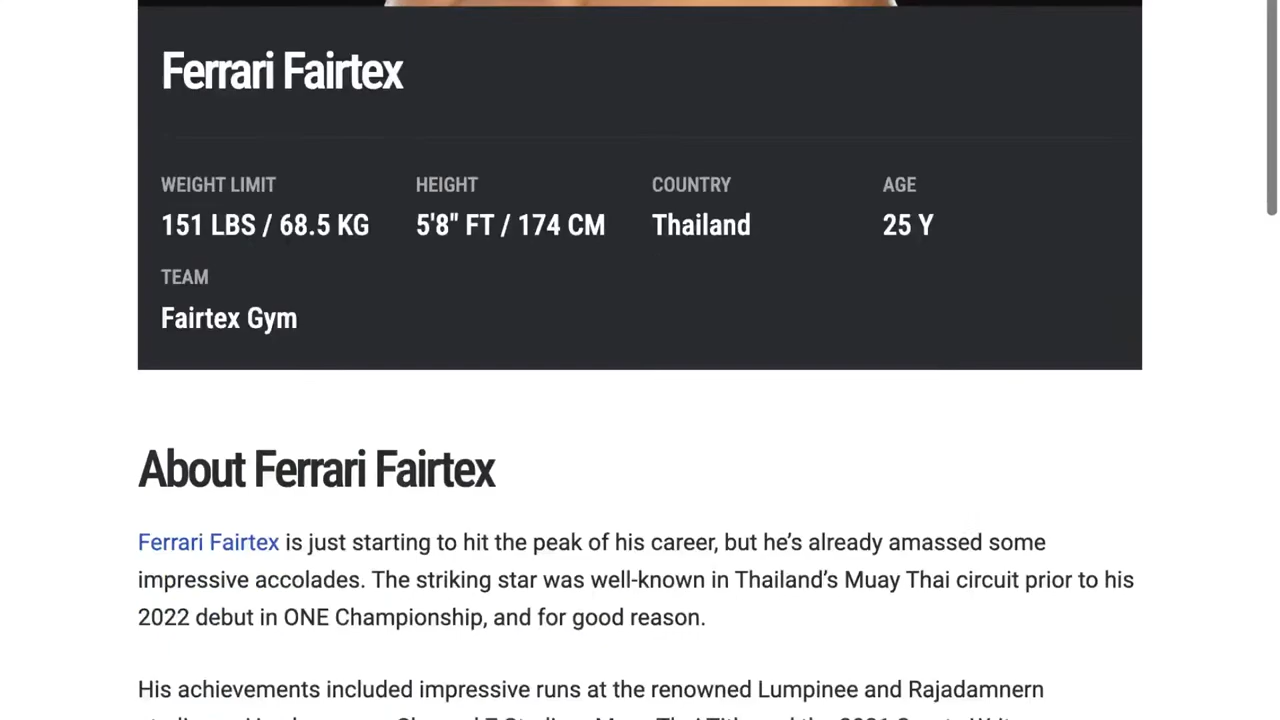 Ferrari Fairtex
WEIGHT LIMIT HEIGHT COUNTRY AGE
151 LBS / 68.5 KG 5'8" FT / 174 CM Thailand 25 Y
TEAM
Fairtex Gym
About Ferrari Fairtex
Ferrari Fairtex is just starting to hit the peak of his career, but he’s already amassed some
impressive accolades. The striking star was well-known in Thailand’s Muay Thai circuit prior to his
2022 debut in ONE Championship, and for good reason.
His achievements included impressive runs at the renowned Lumpinee and Rajadamnern